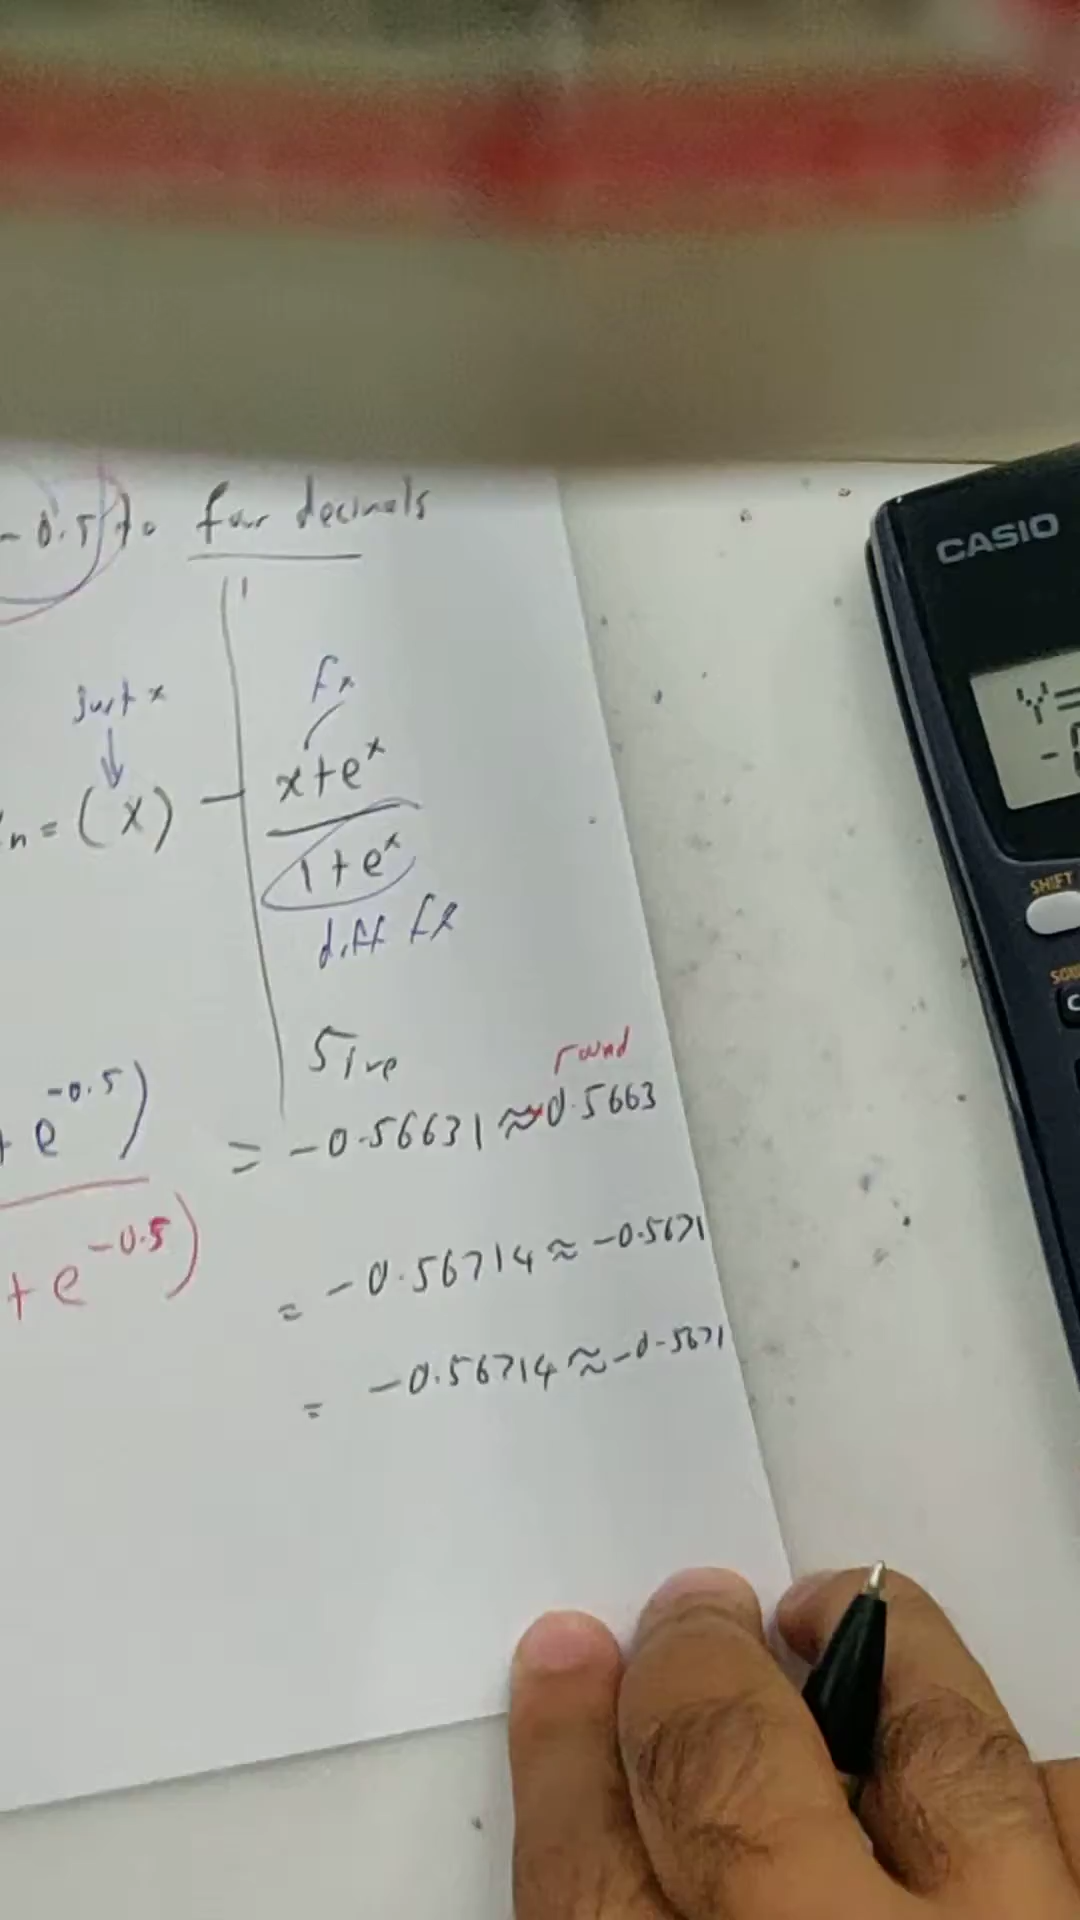 -0.5) to four decimals
CASIO
just x
fx
Y=
n = (x) - x+e^x
1+e^x
diff fx
SHIFT
give
round
+ e^-0.5)
= -0.56631 ≈ 0.5663
+ e^-0.5)
= -0.56714 ≈ -0.5671
= -0.56714 ≈ -0.5671